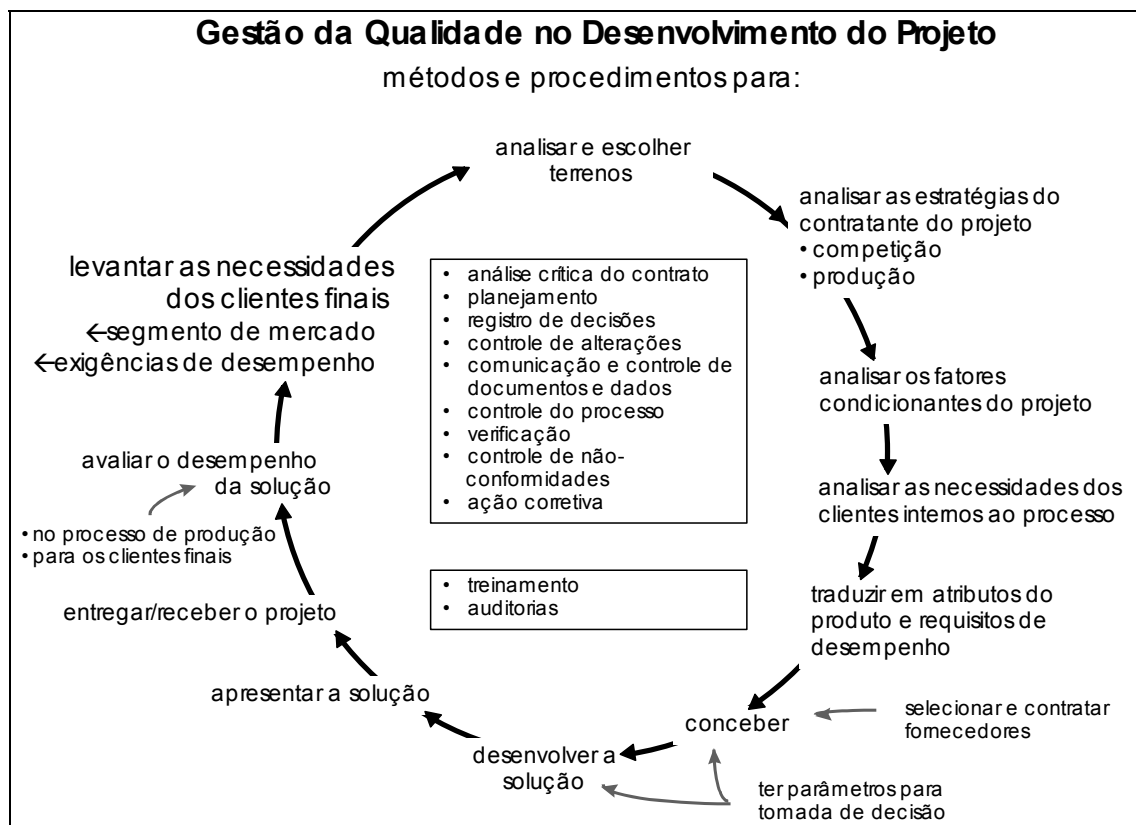 Gestão da Qualidade no Desenvolvimento do Projeto
métodos e procedimentos para:
analisar e escolher
terrenos
analisar as estratégias do
contratante do projeto
• competição
• produção
analisar os fatores
condicionantes do projeto
analisar as necessidades dos
clientes internos ao processo
traduzir em atributos do
produto e requisitos de
desempenho
conceber
selecionar e contratar
fornecedores
ter parâmetros para
tomada de decisão
desenvolver a
solução
apresentar a solução
entregar/receber o projeto
avaliar o desempenho
da solução
• no processo de produção
• para os clientes finais
levantar as necessidades
dos clientes finais
←segmento de mercado
←exigências de desempenho
• análise crítica do contrato
• planejamento
• registro de decisões
• controle de alterações
• comunicação e controle de
documentos e dados
• controle do processo
• verificação
• controle de não-
conformidades
• ação corretiva
• treinamento
• auditorias